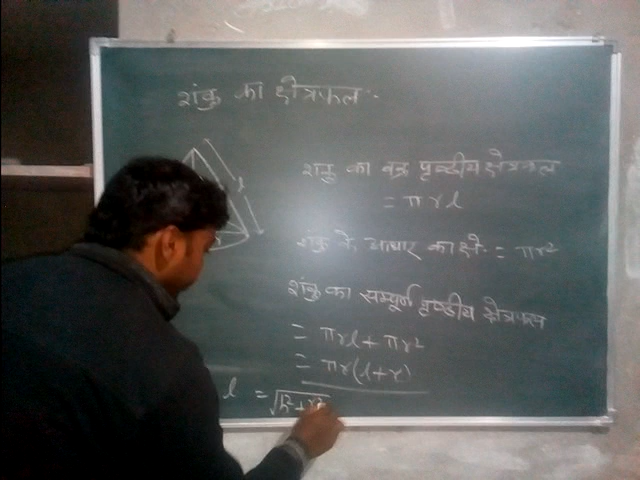 शंकु का क्षेत्रफल
l
शंकु का वक्र पृष्ठीय क्षेत्रफल
= πrl
शंकु के आधार का क्षे. = πr²
शंकु का सम्पूर्ण पृष्ठीय क्षेत्रफल
= πrl + πr²
= πr(l+r)
l = √h²+r²